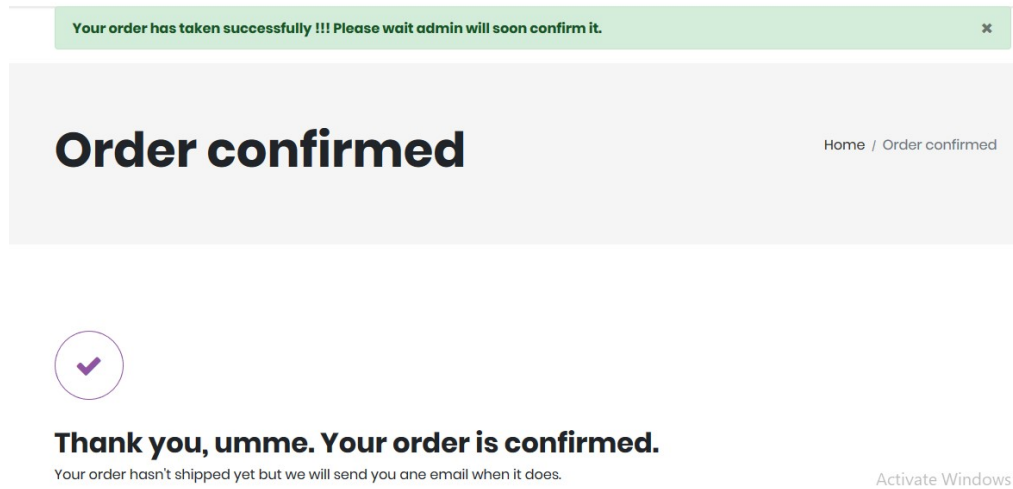 Your order has taken successfully !!! Please wait admin will soon confirm it.
×
Order confirmed
Home / Order confirmed
Thank you, umme. Your order is confirmed.
Your order hasn't shipped yet but we will send you ane email when it does.
Activate Windows